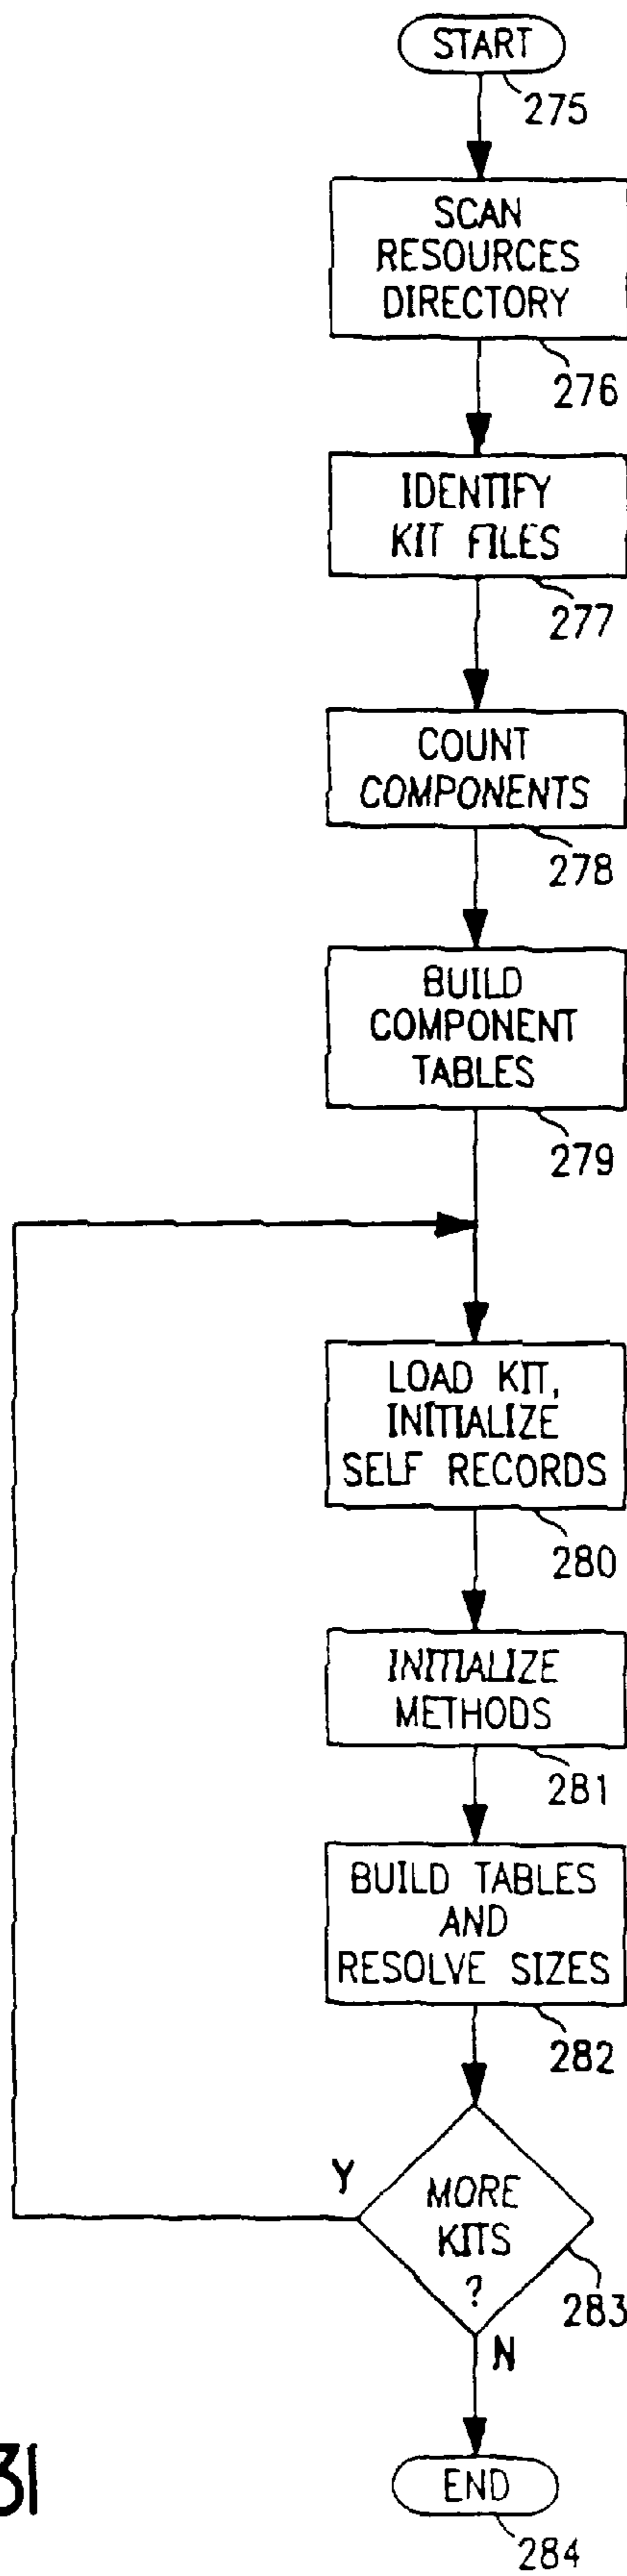 START
275
SCAN
RESOURCES
DIRECTORY
276
IDENTIFY
KIT FILES
277
COUNT
COMPONENTS
278
BUILD
COMPONENT
TABLES
279
LOAD KIT,
INITIALIZE
SELF RECORDS
280
INITIALIZE
METHODS
281
BUILD TABLES
AND
RESOLVE SIZES
282
Y
MORE
KITS
?
283
N
END
284
31